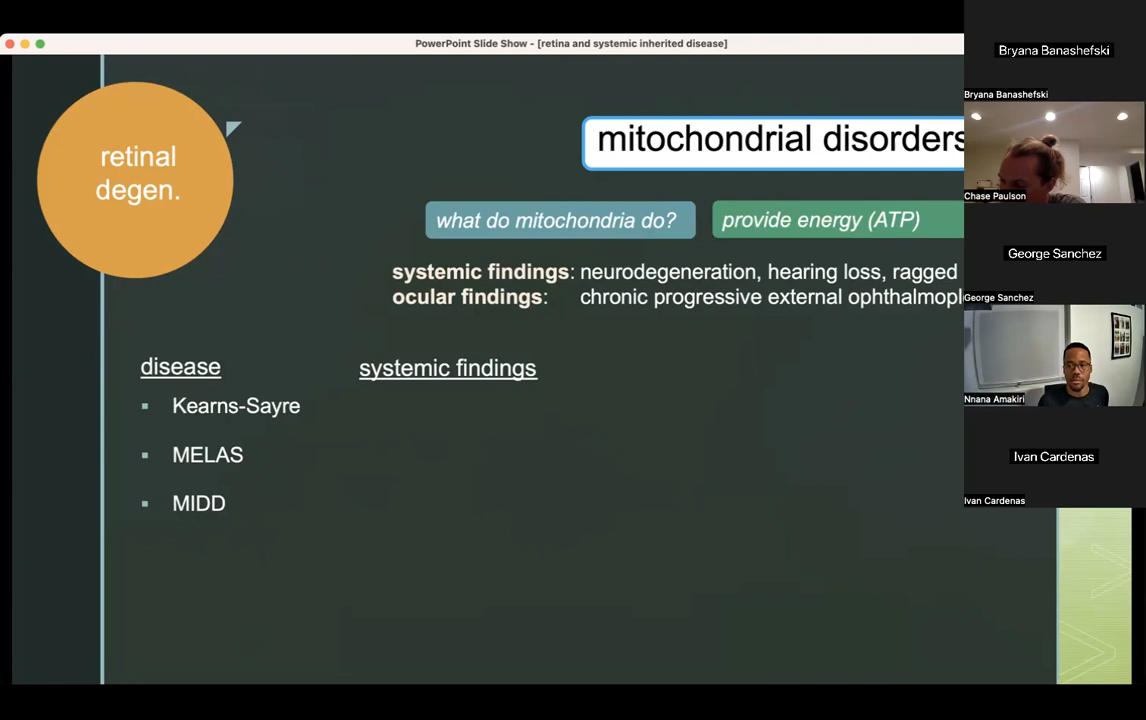 PowerPoint Slide Show - [retina and systemic inherited disease]
retinal
degen.
mitochondrial disorders
what do mitochondria do?
provide energy (ATP)
systemic findings: neurodegeneration, hearing loss, ragged
ocular findings: chronic progressive external ophthalmopl
disease
systemic findings
▪ Kearns-Sayre
▪ MELAS
▪ MIDD
Bryana Banashefski
Bryana Banashefski
Chase Paulson
George Sanchez
George Sanchez
Nnana Amakiri
Ivan Cardenas
Ivan Cardenas